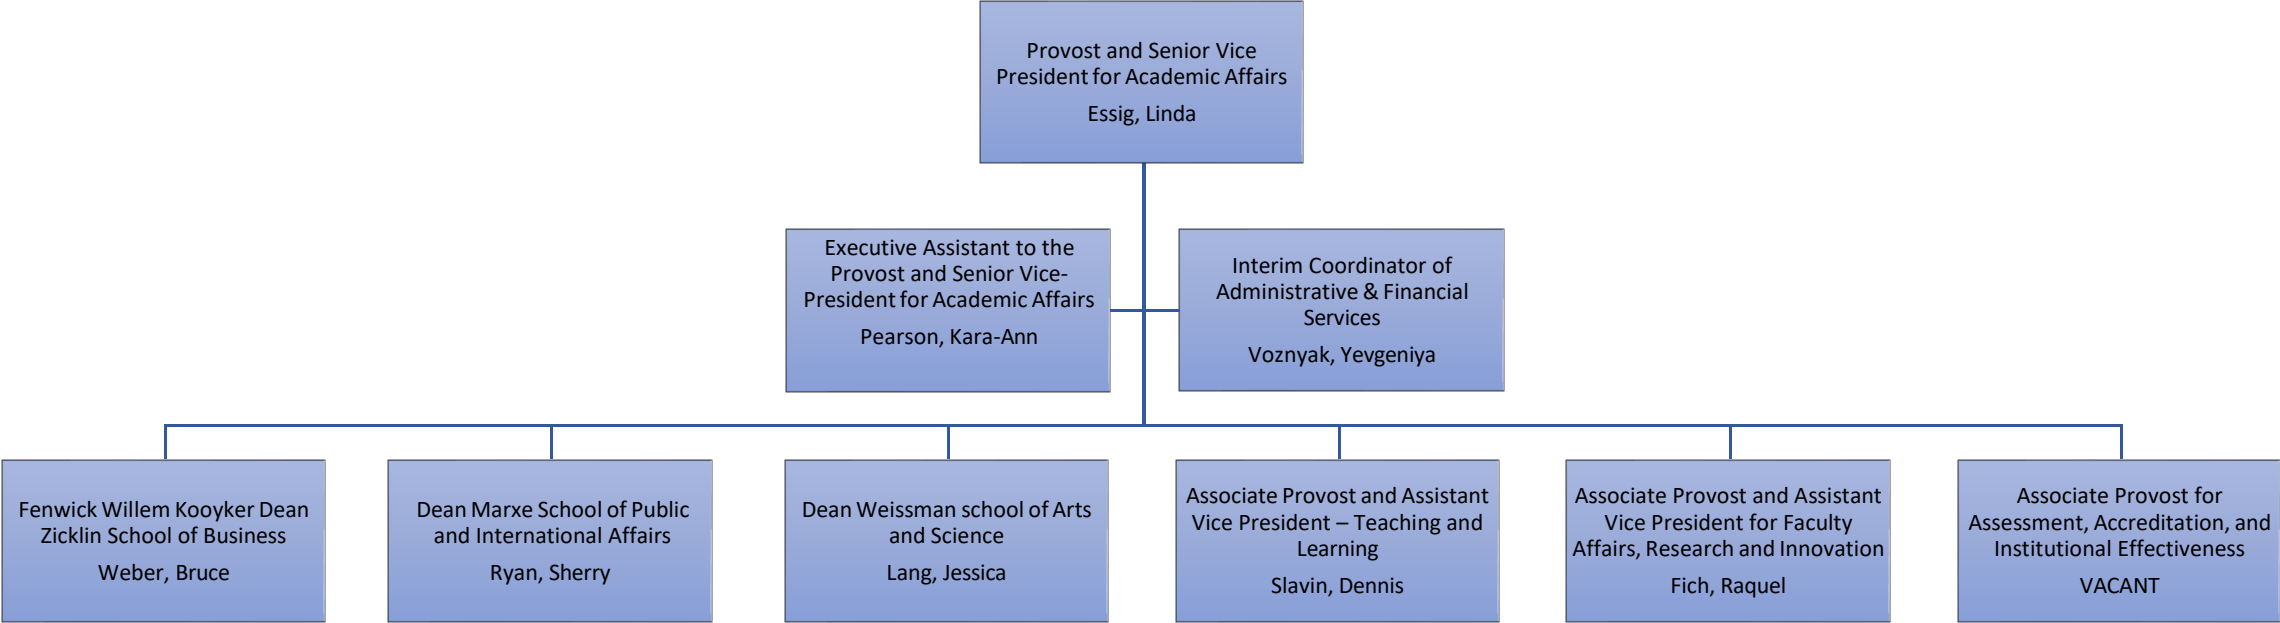 Provost and Senior Vice
President for Academic Affairs
Essig, Linda
Executive Assistant to the
Provost and Senior Vice-
President for Academic Affairs
Pearson, Kara-Ann
Interim Coordinator of
Administrative & Financial
Services
Voznyak, Yevgeniya
Fenwick Willem Kooyker Dean
Zicklin School of Business
Weber, Bruce
Dean Marxe School of Public
and International Affairs
Ryan, Sherry
Dean Weissman school of Arts
and Science
Lang, Jessica
Associate Provost and Assistant
Vice President – Teaching and
Learning
Slavin, Dennis
Associate Provost and Assistant
Vice President for Faculty
Affairs, Research and Innovation
Fich, Raquel
Associate Provost for
Assessment, Accreditation, and
Institutional Effectiveness
VACANT